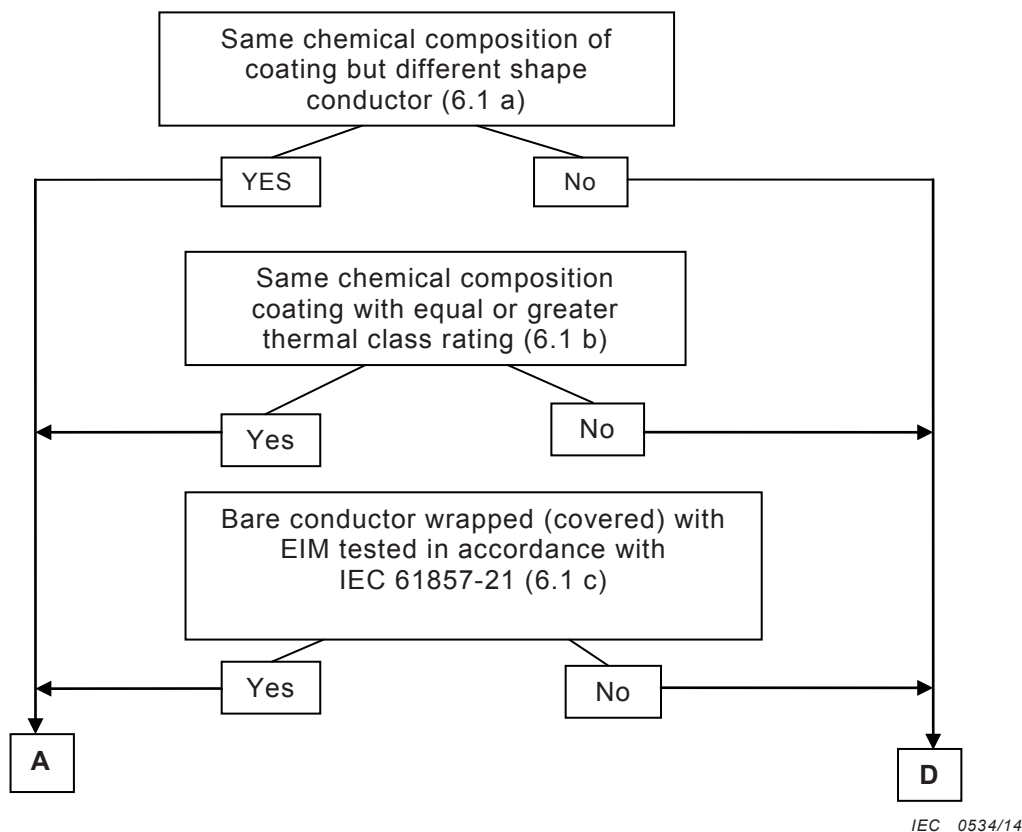 Same chemical composition of
coating but different shape
conductor (6.1 a)
YES
No
Same chemical composition
coating with equal or greater
thermal class rating (6.1 b)
Yes
No
Bare conductor wrapped (covered) with
EIM tested in accordance with
IEC 61857-21 (6.1 c)
Yes
No
A
D
IEC 0534/14